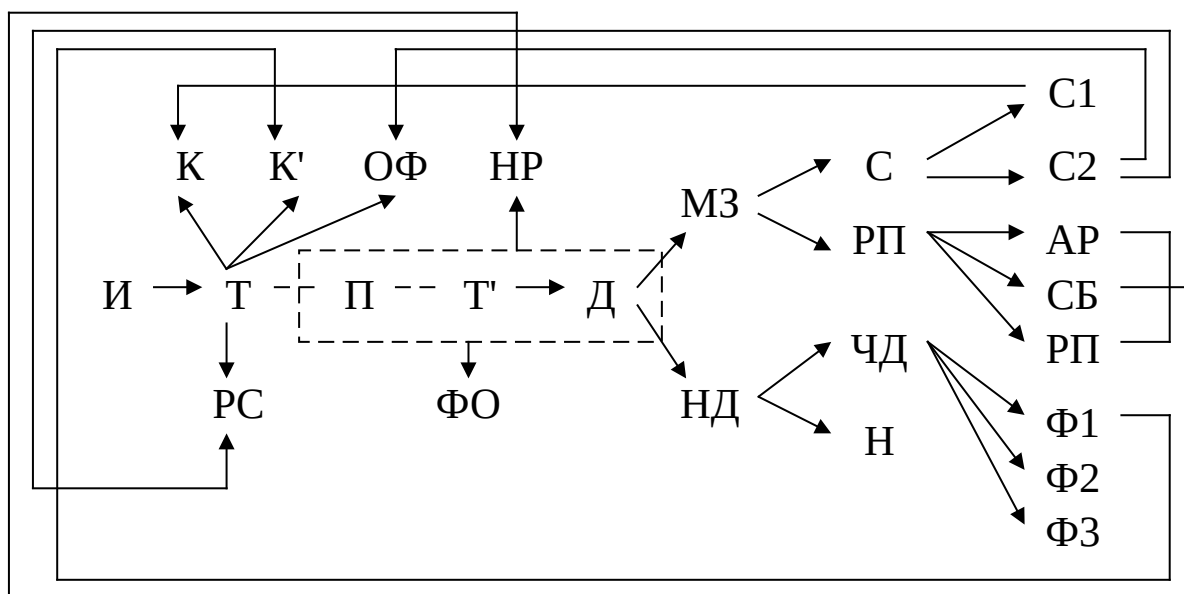 С1
К К' ОФ НР С С2
МЗ
РП АР
И Т П Т' Д СБ
ЧД РП
РС ФО НД
Ф1
Н
Ф2
Ф3